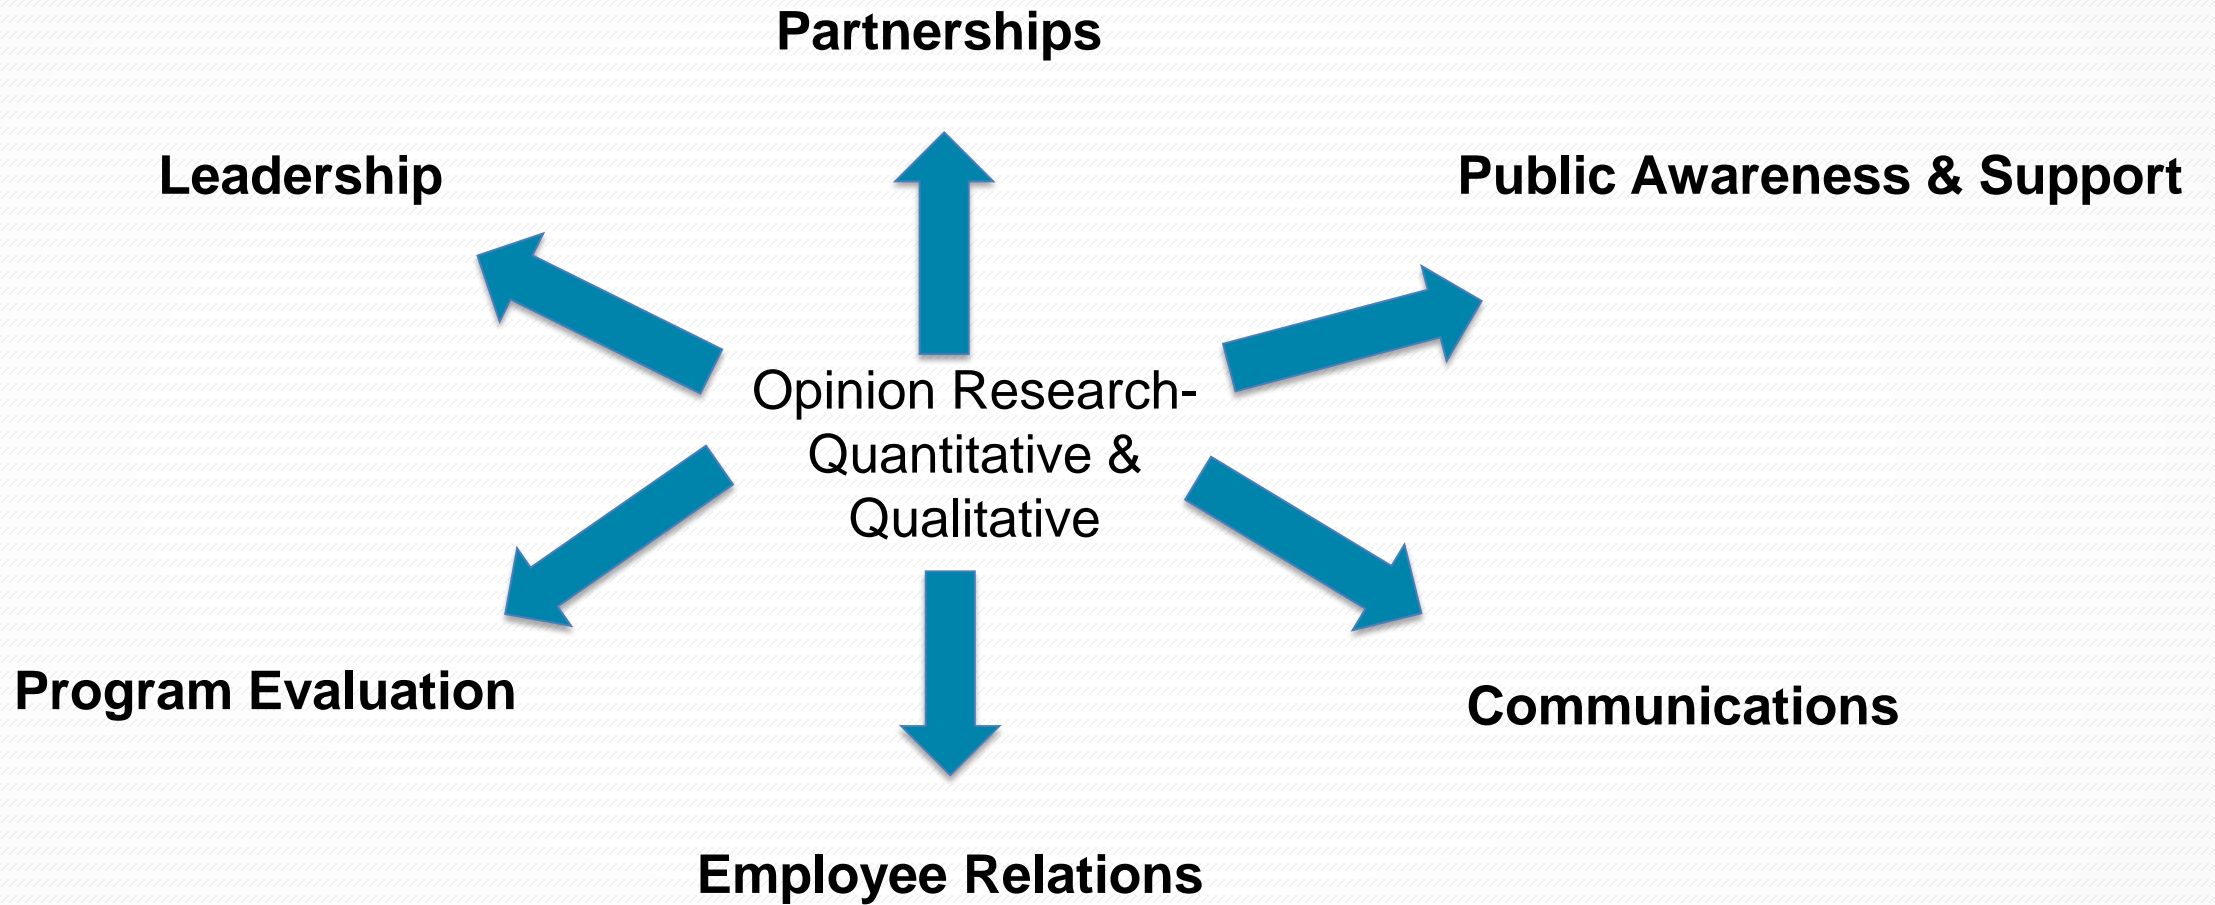 Partnerships
Leadership
Public Awareness & Support
Opinion Research-
Quantitative &
Qualitative
Program Evaluation
Communications
Employee Relations